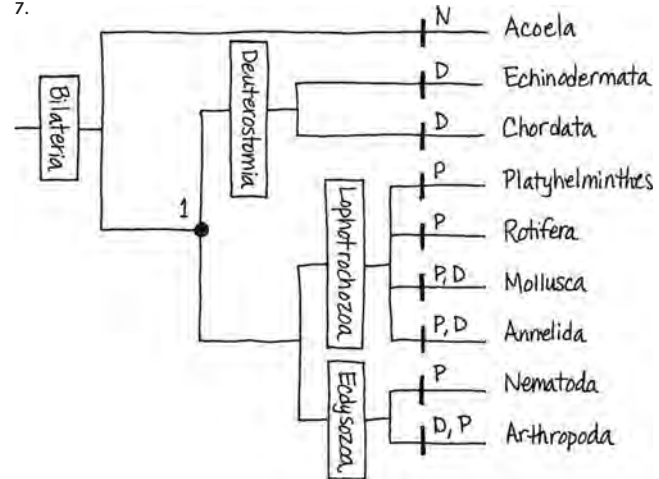 7.
N Acoela
Deuterostomia
D Echinodermata
Bilateria
D Chordata
P Platyhelminthes
1
Lophotrochozoa
P Rotifera
P, D Mollusca
P, D Annelida
Ecdysozoa
P Nematoda
D, P Arthropoda